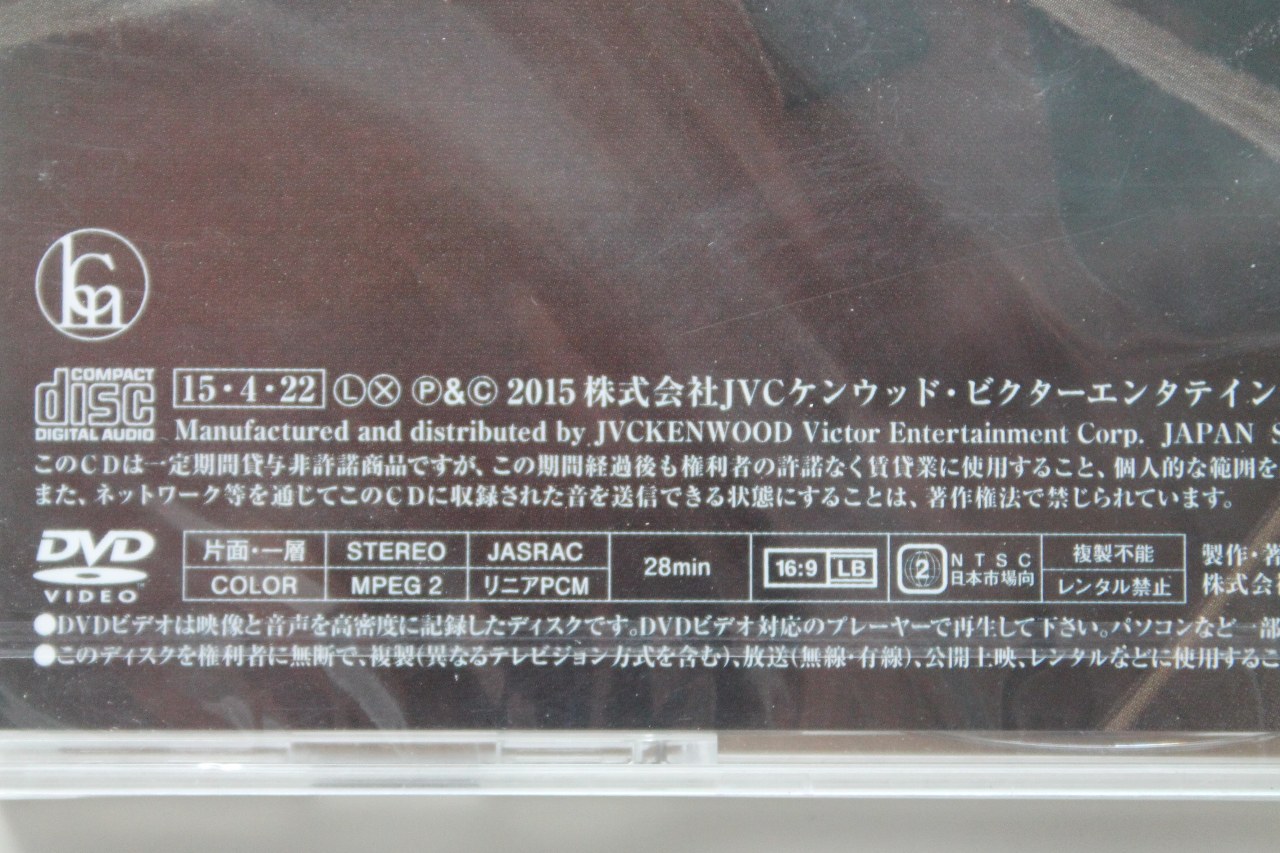 COMPACT
disc
DIGITAL AUDIO
15・4・22 Ⓛ Ⓧ Ⓟ&Ⓒ 2015 株式会社JVCケンウッド・ビクターエンタテイン
Manufactured and distributed by JVCKENWOOD Victor Entertainment Corp. JAPAN S
このCDは一定期間貸与非許諾商品ですが、この期間経過後も権利者の許諾なく賃貸業に使用すること、個人的な範囲を
また、ネットワーク等を通じてこのCDに収録された音を送信できる状態にすることは、著作権法で禁じられています。
DVD
VIDEO
片面・一層 STEREO JASRAC 28min 16:9 LB 2 NTSC 複製不能 製作・著
COLOR MPEG 2 リニアPCM 日本市場向 レンタル禁止 株式会
●DVDビデオは映像と音声を高密度に記録したディスクです。DVDビデオ対応のプレーヤーで再生して下さい。パソコンなど一部
●このディスクを権利者に無断で、複製(異なるテレビジョン方式を含む)、放送(無線・有線)、公開上映、レンタルなどに使用するこ